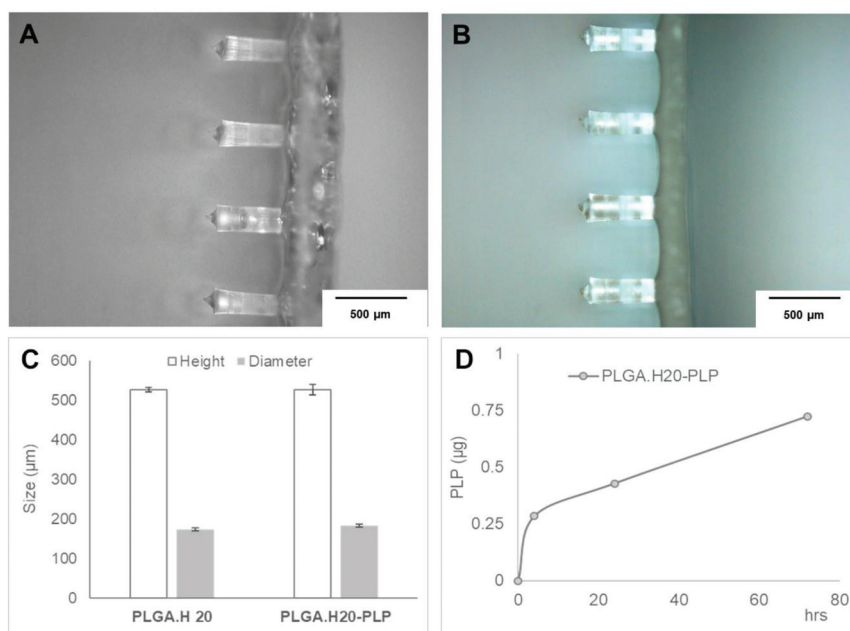 A
500 µm
B
500 µm
C
Height Diameter
600
500
400
300
200
100
0
Size (µm)
PLGA.H 20 PLGA.H20-PLP
D
PLGA.H20-PLP
1
0.75
0.5
0.25
0
PLP (µg)
0 20 40 60 80
hrs